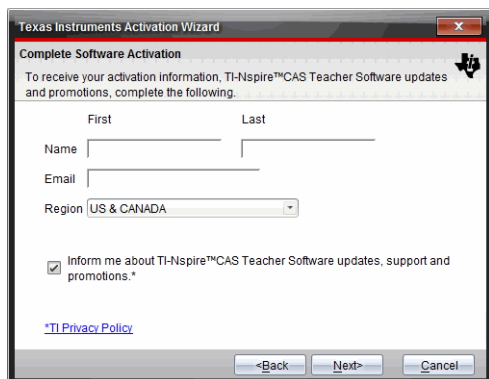 Texas Instruments Activation Wizard
Complete Software Activation
To receive your activation information, TI-Nspire™CAS Teacher Software updates
and promotions, complete the following.
First Last
Name
Email
Region US & CANADA
Inform me about TI-Nspire™CAS Teacher Software updates, support and
promotions.*
*TI Privacy Policy
<Back Next> Cancel